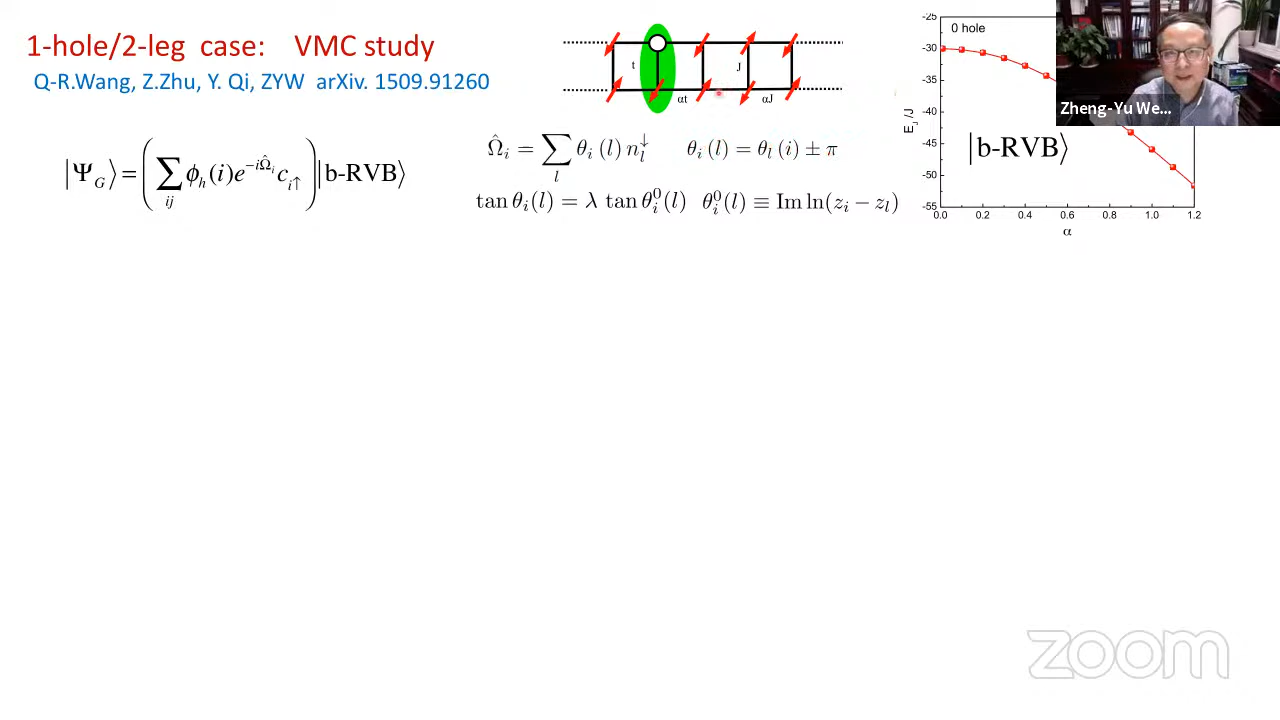 1-hole/2-leg case: VMC study
Q-R.Wang, Z.Zhu, Y. Qi, ZYW arXiv. 1509.91260
t
J
αt
αJ
|Ψ_G⟩ = (∑_{ij} ϕ_h(i)e^{-iΩ̂_i} c_{i↑})|b-RVB⟩
Ω̂_i = ∑_l θ_i (l) n_l^↓ θ_i (l) = θ_l (i) ± π
tan θ_i(l) = λ tan θ_i^0(l) θ_i^0(l) ≡ Im ln(z_i − z_l)
0 hole
|b-RVB⟩
E_J /J
-25
-30
-35
-40
-45
-50
-55
0.0 0.2 0.4 0.6 0.8 1.0 1.2
α
Zheng-Yu We...
zoom